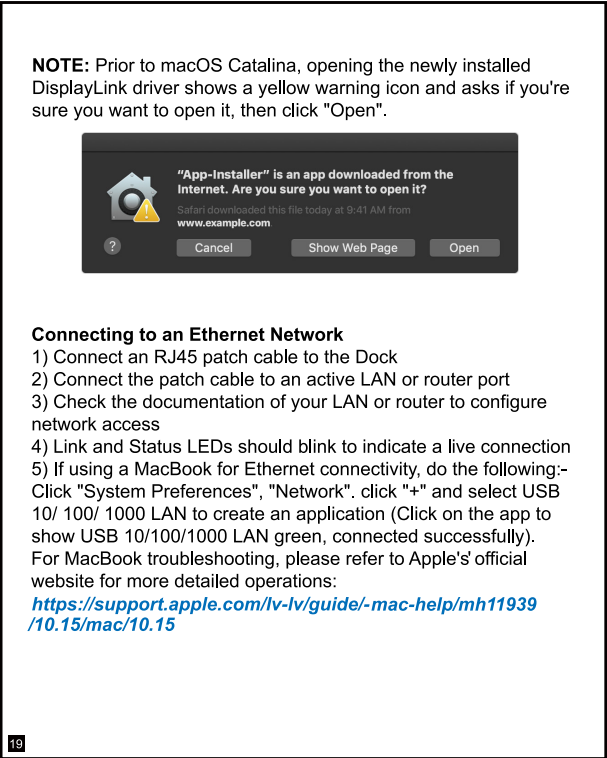 NOTE: Prior to macOS Catalina, opening the newly installed
DisplayLink driver shows a yellow warning icon and asks if you're
sure you want to open it, then click "Open".
“App-Installer” is an app downloaded from the
Internet. Are you sure you want to open it?
Safari downloaded this file today at 9:41 AM from
www.example.com
?
Cancel
Show Web Page
Open
Connecting to an Ethernet Network
1) Connect an RJ45 patch cable to the Dock
2) Connect the patch cable to an active LAN or router port
3) Check the documentation of your LAN or router to configure
network access
4) Link and Status LEDs should blink to indicate a live connection
5) If using a MacBook for Ethernet connectivity, do the following:-
Click "System Preferences", "Network". click "+" and select USB
10/ 100/ 1000 LAN to create an application (Click on the app to
show USB 10/100/1000 LAN green, connected successfully).
For MacBook troubleshooting, please refer to Apple's' official
website for more detailed operations:
https://support.apple.com/lv-lv/guide/-mac-help/mh11939
/10.15/mac/10.15
19